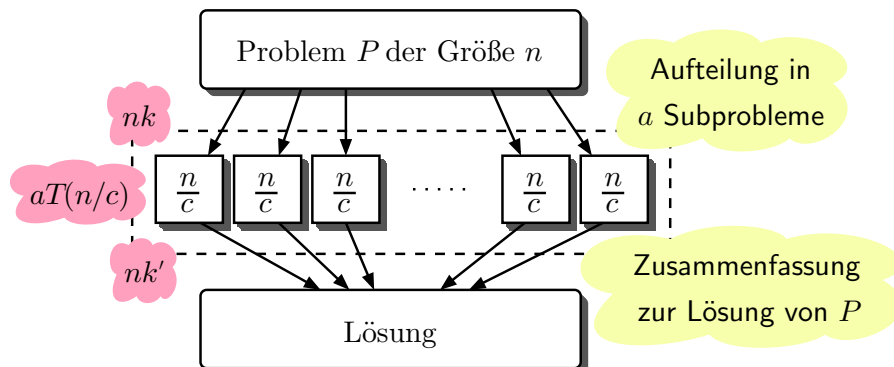 Problem P der Größe n
Aufteilung in
a Subprobleme
nk
aT(n/c)
n/c n/c n/c ..... n/c n/c
nk′
Zusammenfassung
zur Lösung von P
Lösung